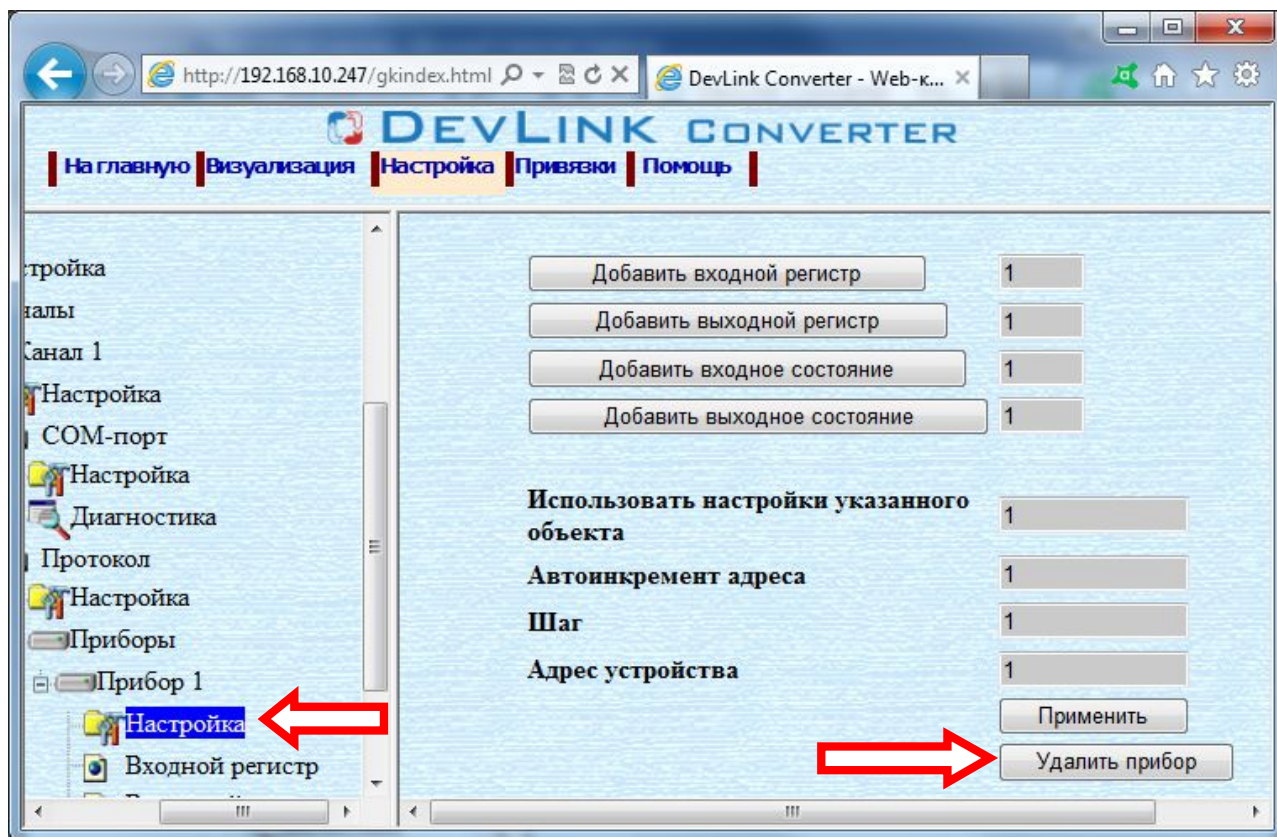 http://192.168.10.247/gkindex.html
DevLink Converter - Web-к...
DEVLINK CONVERTER
На главную Визуализация Настройка Привязки Помощь
тройка
Добавить входной регистр 1
налы
Добавить выходной регистр 1
Канал 1
Добавить входное состояние 1
Настройка
Добавить выходное состояние 1
COM-порт
Настройка
Использовать настройки указанного
объекта 1
Диагностика
Протокол
Автоинкремент адреса 1
Настройка
Шаг 1
Приборы
Адрес устройства 1
Прибор 1
Применить
Настройка
Удалить прибор
Входной регистр